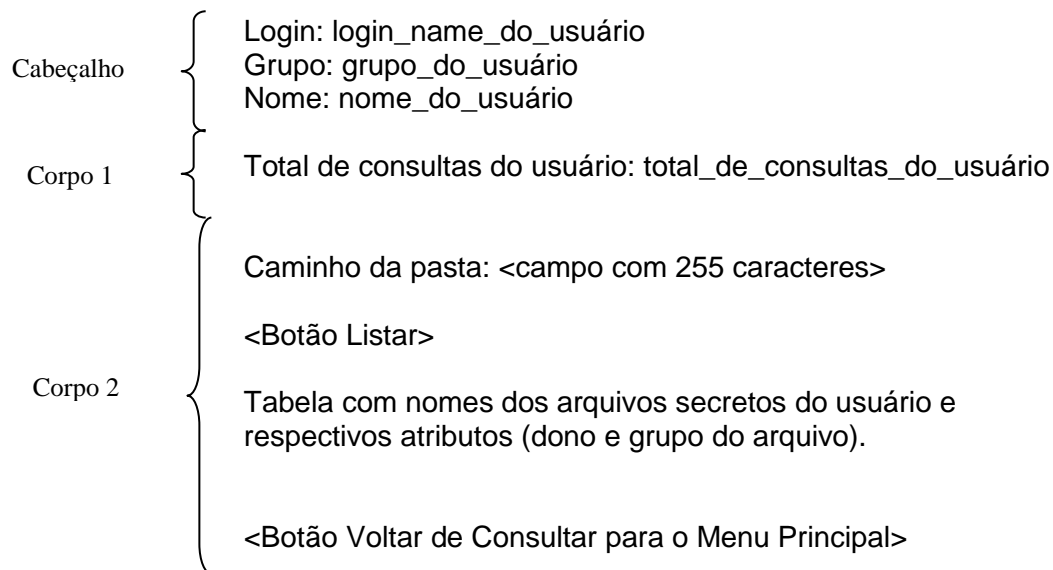 Cabeçalho
Login: login_name_do_usuário
Grupo: grupo_do_usuário
Nome: nome_do_usuário
Corpo 1
Total de consultas do usuário: total_de_consultas_do_usuário
Corpo 2
Caminho da pasta: <campo com 255 caracteres>
<Botão Listar>
Tabela com nomes dos arquivos secretos do usuário e
respectivos atributos (dono e grupo do arquivo).
<Botão Voltar de Consultar para o Menu Principal>